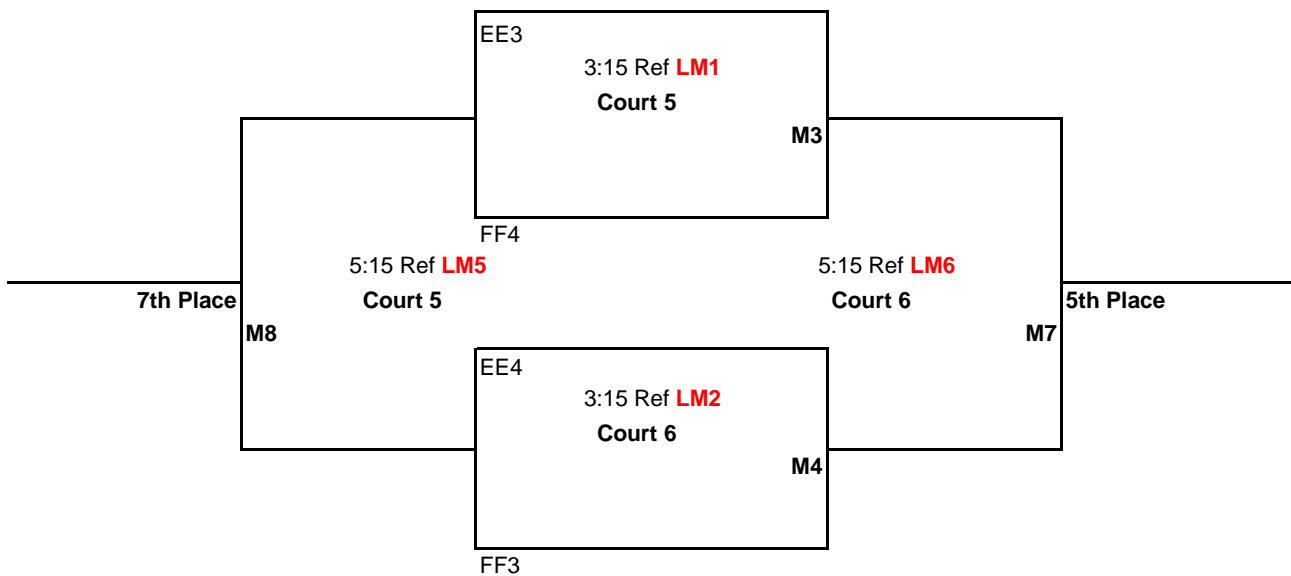 EE3
3:15 Ref LM1
Court 5
M3
FF4
5:15 Ref LM5
5:15 Ref LM6
Court 5
Court 6
7th Place
5th Place
M8
M7
EE4
3:15 Ref LM2
Court 6
M4
FF3